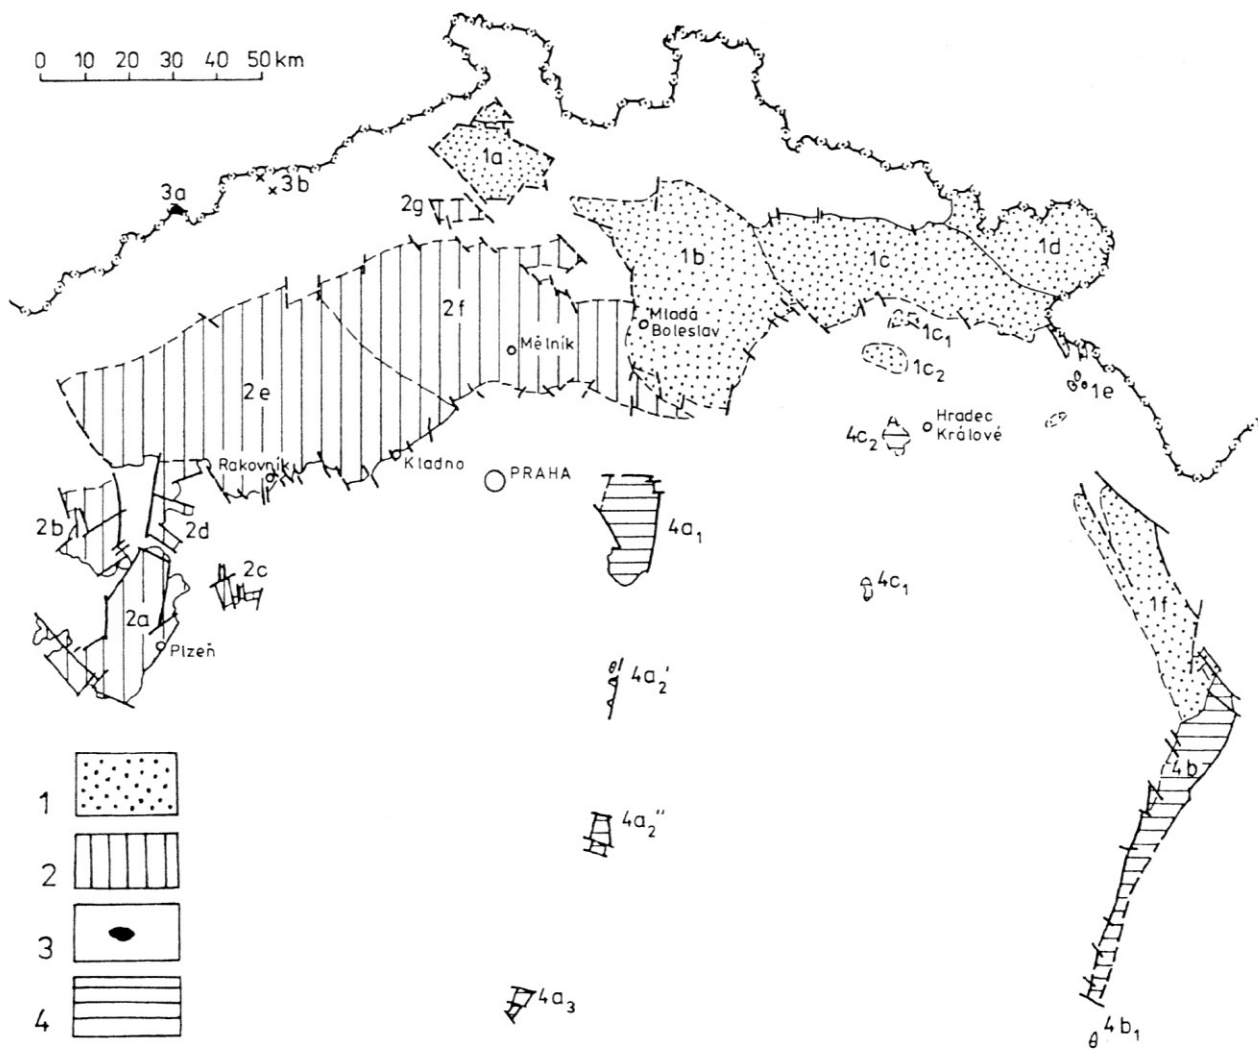 0 10 20 30 40 50 km
1a
3b
3a
2g
1d
1b
1c
2f
Mladá
Boleslav
1c₁
Mělník
1c₂
1e
2e
Hradec
Králové
4c₂
Rakovník
Kladno
PRAHA
2b
2d
4a₁
2c
4c₁
1f
2a
Plzeň
4a₂'
1
4b
4a₂''
2
3
4a₃
4
4b₁